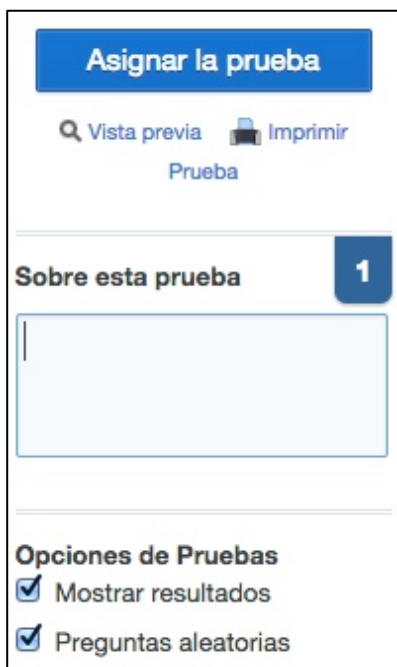 Asignar la prueba
Vista previa Imprimir
Prueba
Sobre esta prueba 1
Opciones de Pruebas
Mostrar resultados
Preguntas aleatorias